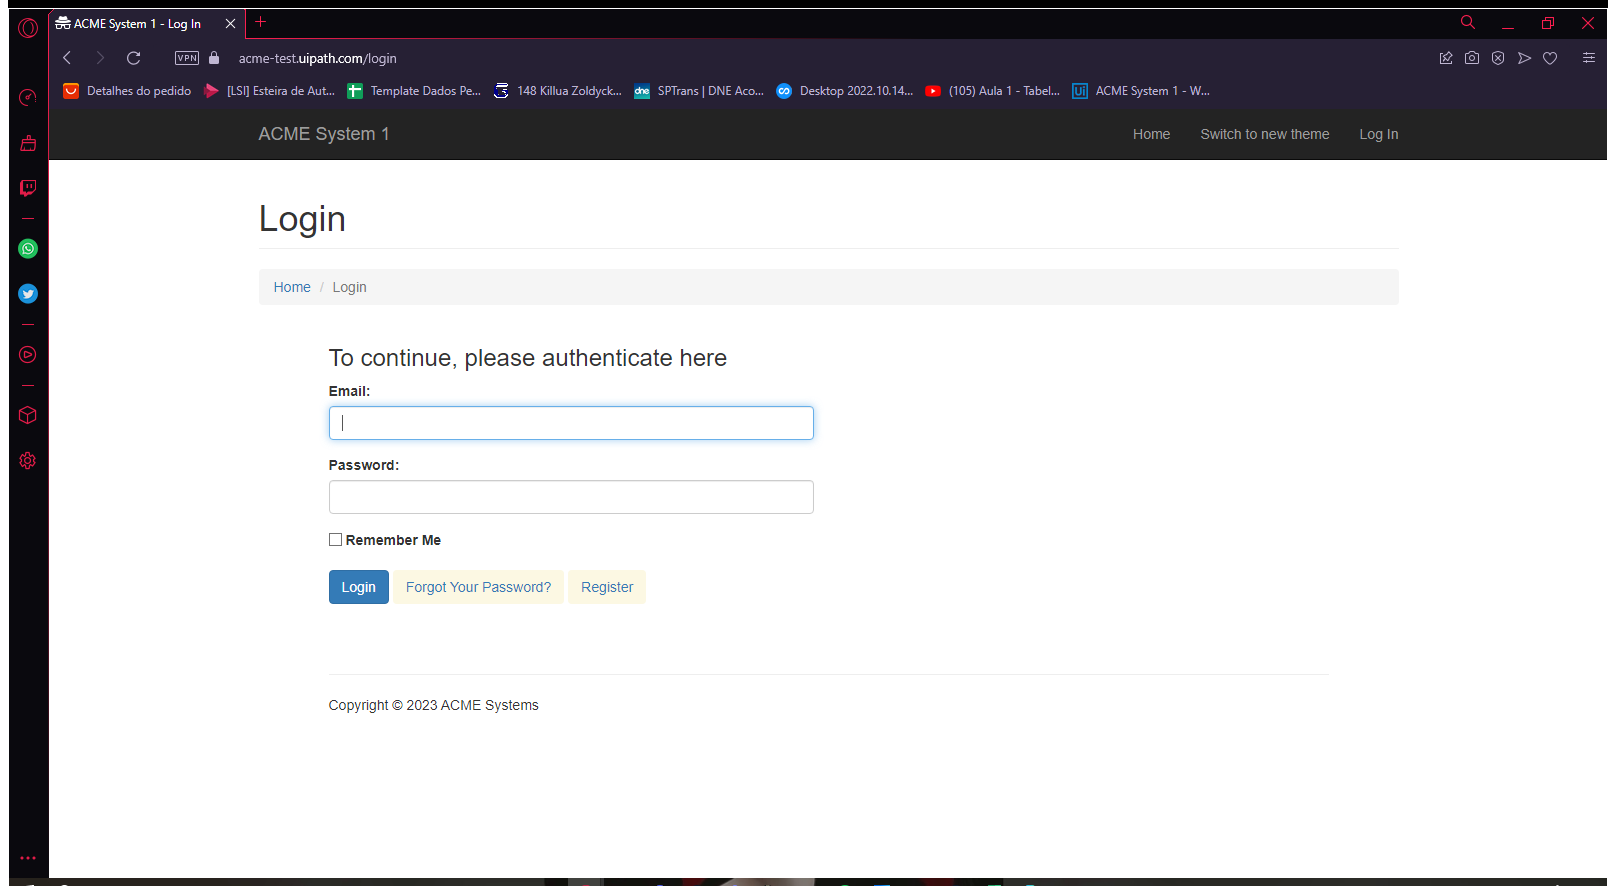 ACME System 1 - Log In
VPN acme-test.uipath.com/login
Detalhes do pedido [LSI] Esteira de Aut... Template Dados Pe... 148 Killua Zoldyck... dne SPTrans | DNE Aco... Desktop 2022.10.14... (105) Aula 1 - Tabel... Ui ACME System 1 - W...
ACME System 1 Home Switch to new theme Log In
Login
Home / Login
To continue, please authenticate here
Email:
Password:
Remember Me
Login Forgot Your Password? Register
Copyright © 2023 ACME Systems